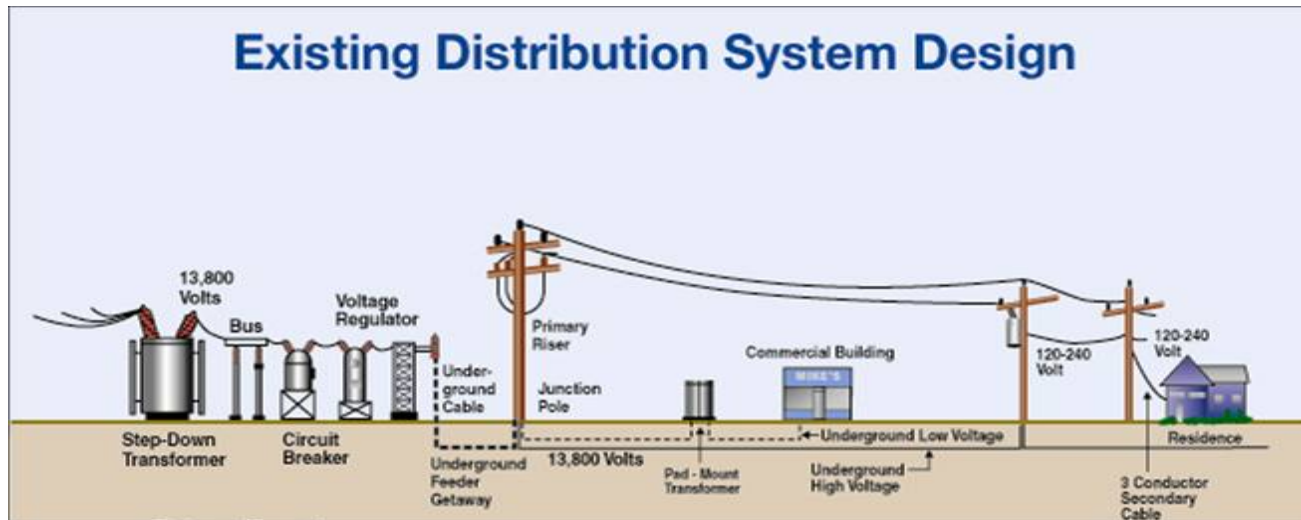 Existing Distribution System Design
13,800
Volts
Bus
Voltage
Regulator
Under-
ground
Cable
Primary
Riser
Junction
Pole
Commercial Building
MIKE'S
120-240
Volt
120-240
Volt
Step-Down
Transformer
Circuit
Breaker
Underground
Feeder
Getaway
13,800 Volts
Pad - Mount
Transformer
Underground Low Voltage
Underground
High Voltage
Residence
3 Conductor
Secondary
Cable